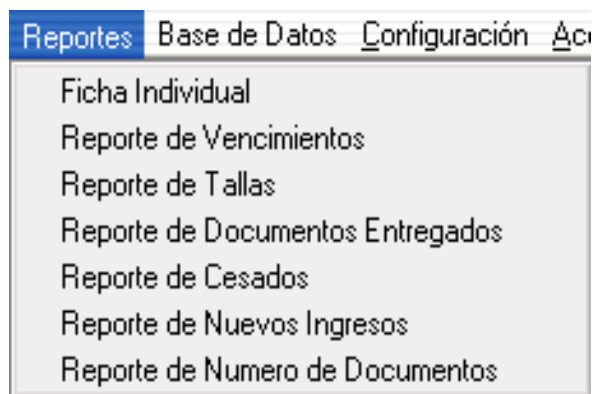 Reportes Base de Datos Configuración
Ficha Individual
Reporte de Vencimientos
Reporte de Tallas
Reporte de Documentos Entregados
Reporte de Cesados
Reporte de Nuevos Ingresos
Reporte de Numero de Documentos